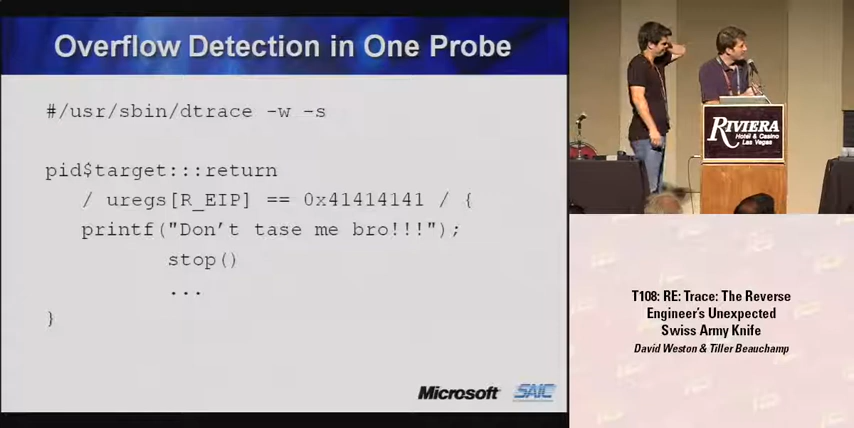 Overflow Detection in One Probe
#/usr/sbin/dtrace -w -s
pid$target:::return
/ uregs[R_EIP] == 0x41414141 / {
printf("Don't tase me bro!!!");
stop()
...
}
Microsoft SAIC
RIVIERA
Hotel & Casino
Las Vegas
T108: RE: Trace: The Reverse
Engineer's Unexpected
Swiss Army Knife
David Weston & Tiller Beauchamp